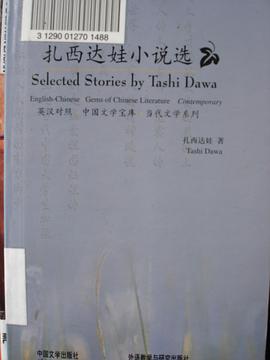 3 1290 01270 1488
扎西达娃小说选
Selected Stories by Tashi Dawa
English-Chinese Gems of Chinese Literature Contemporary
英汉对照 中国文学宝库 当代文学系列
扎西达娃 著
Tashi Dawa
中国文学出版社 外语教学与研究出版社